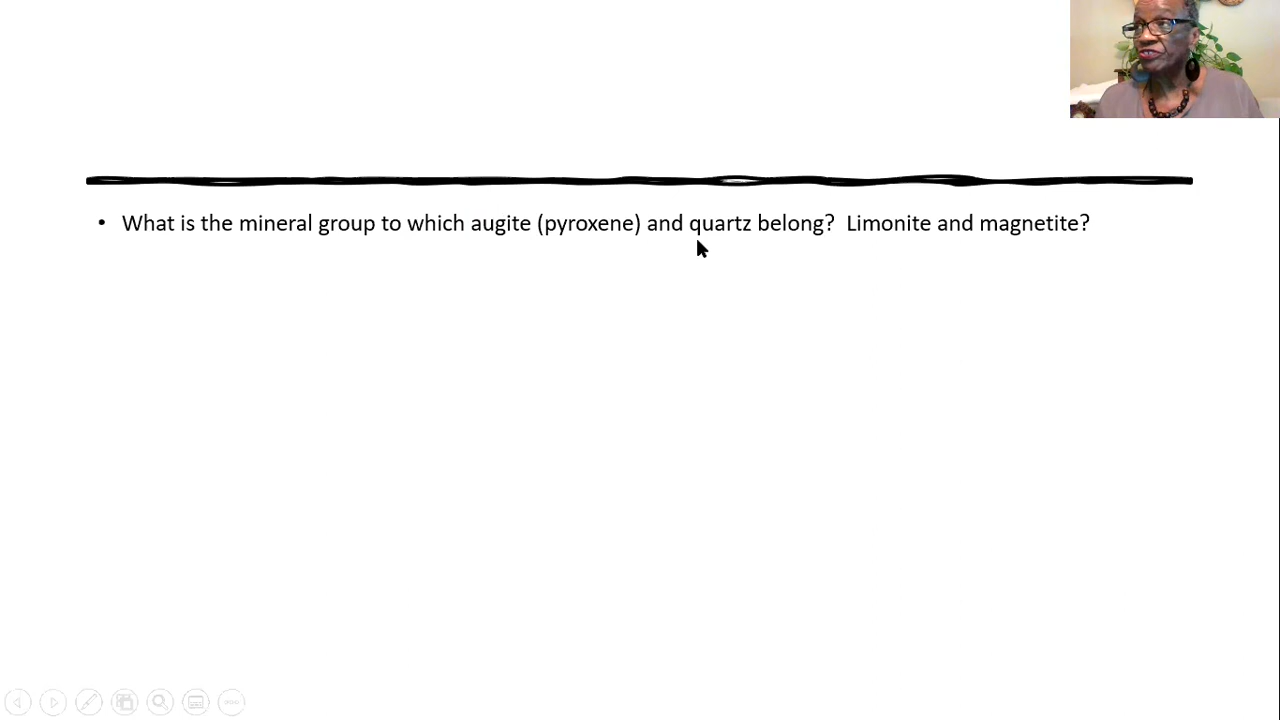 • What is the mineral group to which augite (pyroxene) and quartz belong?  Limonite and magnetite?